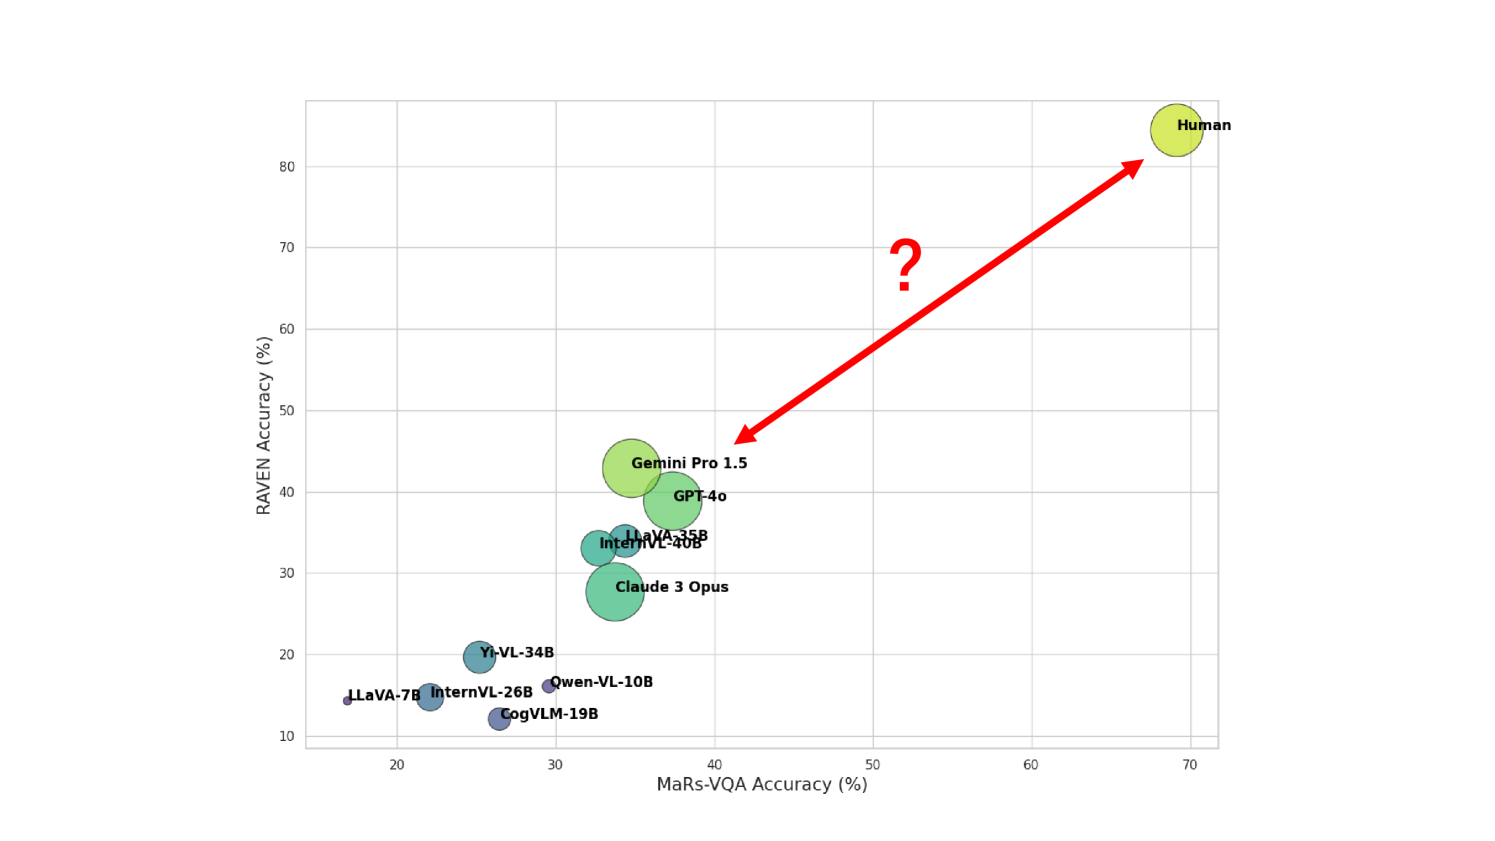 Human
80
70
?
60
50
RAVEN Accuracy (%)
Gemini Pro 1.5
40
GPT-4o
LLaVA-35B
InternVL-40B
30
Claude 3 Opus
20
Yi-VL-34B
Qwen-VL-10B
LLaVA-7B
InternVL-26B
CogVLM-19B
10
20
30
40
50
60
70
MaRs-VQA Accuracy (%)